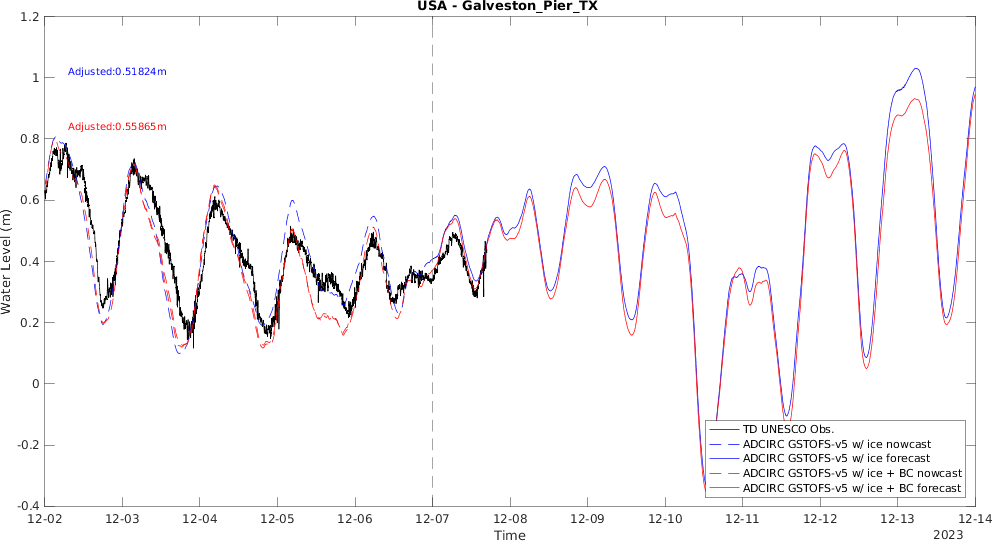 USA - Galveston_Pier_TX
1.2
1
0.8
0.6
0.4
0.2
0
-0.2
-0.4
Water Level (m)
Adjusted:0.51824m
Adjusted:0.55865m
TD UNESCO Obs.
ADCIRC GSTOFS-v5 w/ ice nowcast
ADCIRC GSTOFS-v5 w/ ice forecast
ADCIRC GSTOFS-v5 w/ ice + BC nowcast
ADCIRC GSTOFS-v5 w/ ice + BC forecast
12-02 12-03 12-04 12-05 12-06 12-07 12-08 12-09 12-10 12-11 12-12 12-13 12-14
Time
2023